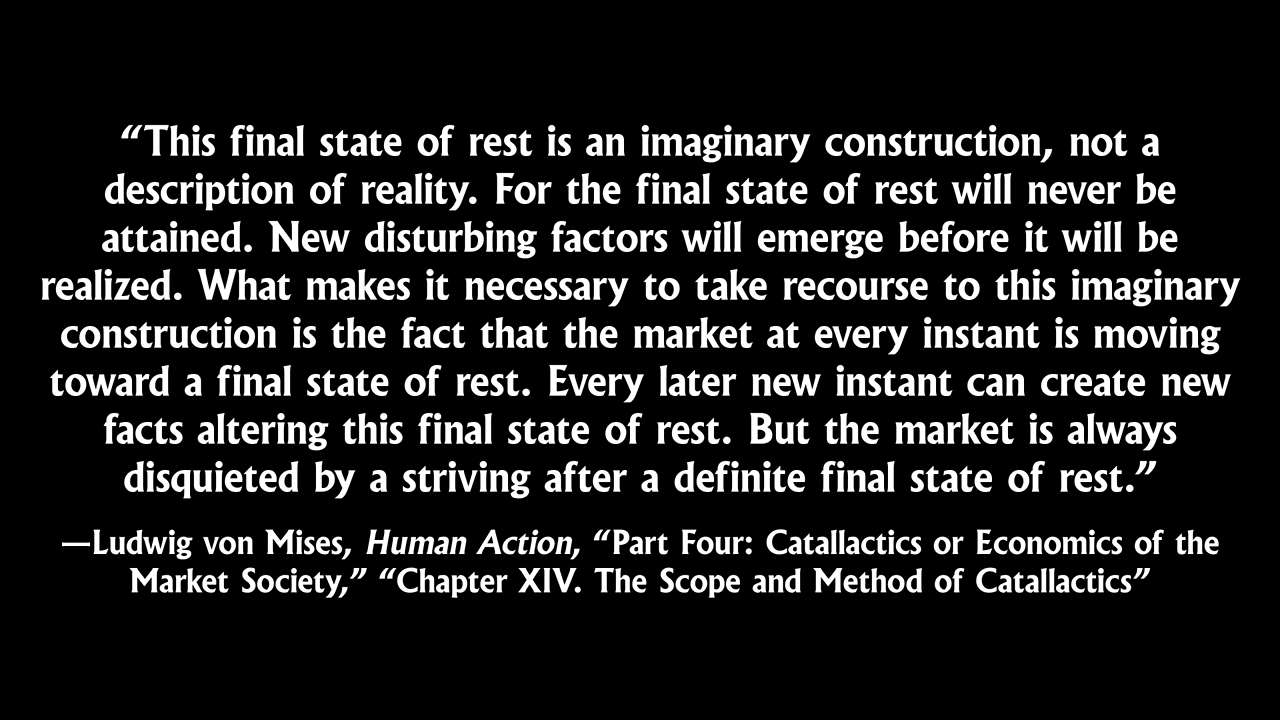 “This final state of rest is an imaginary construction, not a
description of reality. For the final state of rest will never be
attained. New disturbing factors will emerge before it will be
realized. What makes it necessary to take recourse to this imaginary
construction is the fact that the market at every instant is moving
toward a final state of rest. Every later new instant can create new
facts altering this final state of rest. But the market is always
disquieted by a striving after a definite final state of rest.”
—Ludwig von Mises, Human Action, “Part Four: Catallactics or Economics of the
Market Society,” “Chapter XIV. The Scope and Method of Catallactics”